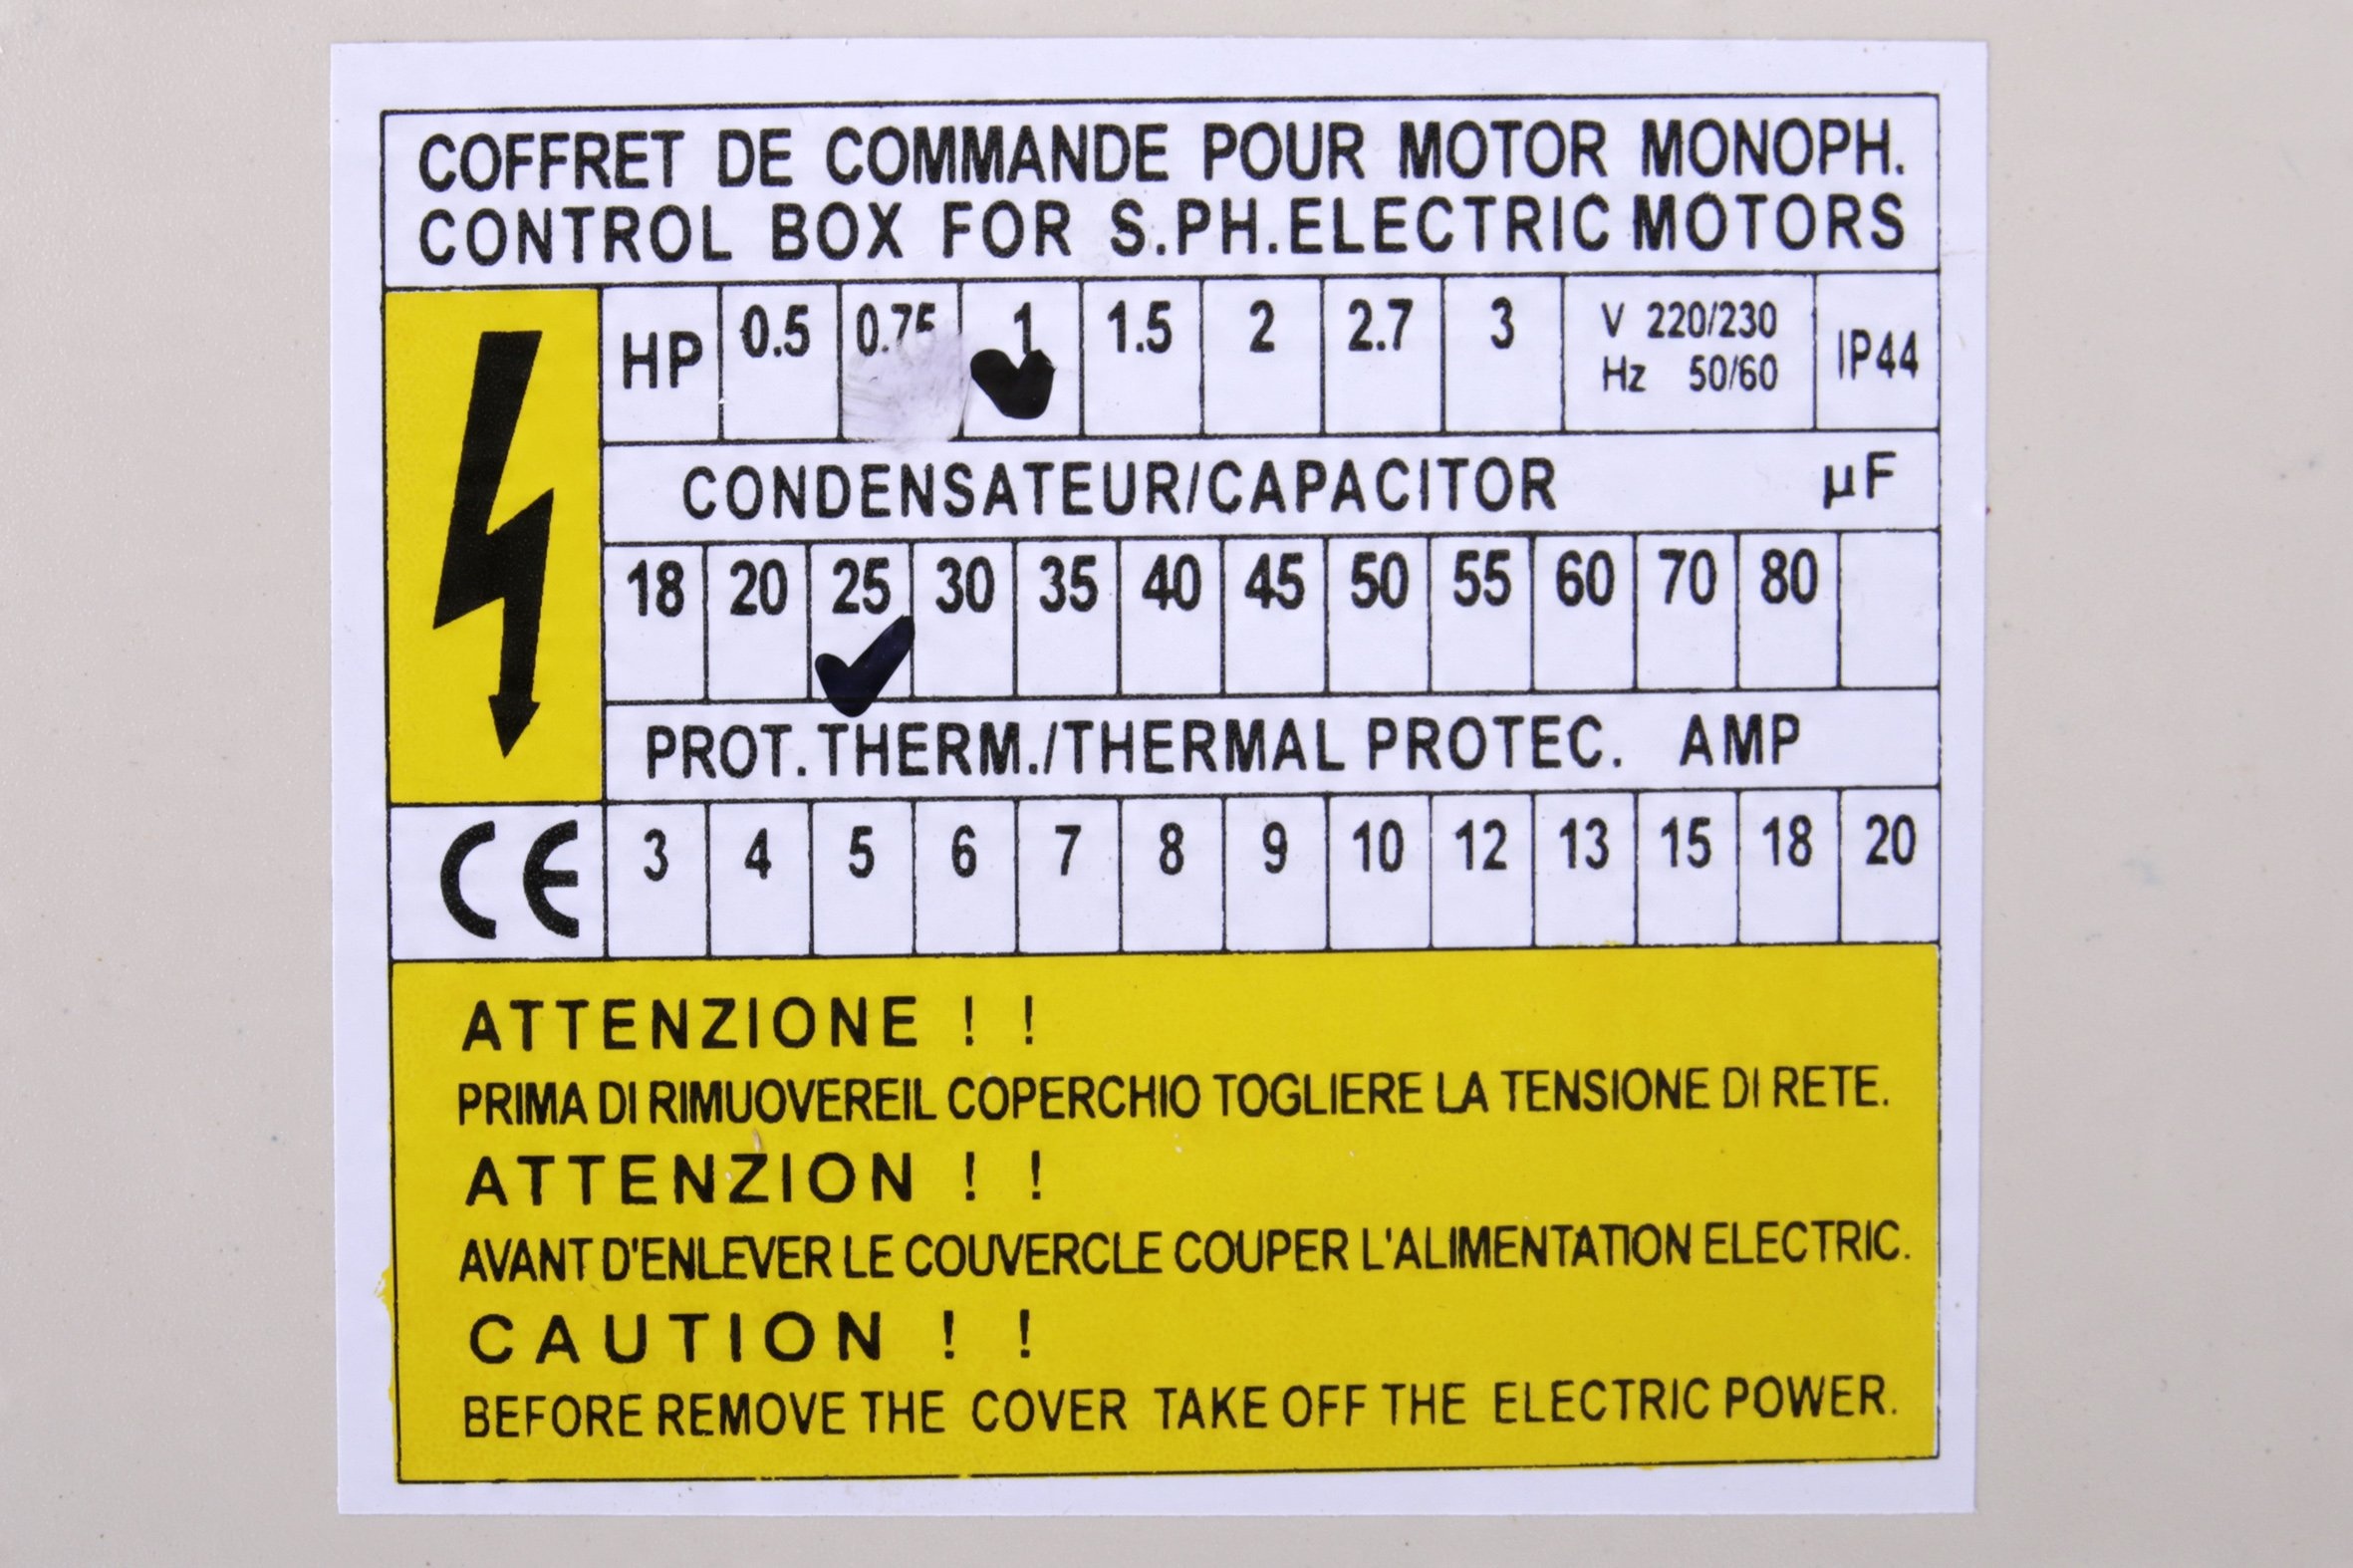 COFFRET DE COMMANDE POUR MOTOR MONOPH.
CONTROL BOX FOR S.PH.ELECTRIC MOTORS
HP 0.5 0.75 1 1.5 2 2.7 3 V 220/230 IP44
Hz 50/60
CONDENSATEUR/CAPACITOR µF
18 20 25 30 35 40 45 50 55 60 70 80
PROT.THERM./THERMAL PROTEC. AMP
CE 3 4 5 6 7 8 9 10 12 13 15 18 20
ATTENZIONE ! !
PRIMA DI RIMUOVEREIL COPERCHIO TOGLIERE LA TENSIONE DI RETE.
ATTENZION ! !
AVANT D'ENLEVER LE COUVERCLE COUPER L'ALIMENTATION ELECTRIC.
CAUTION ! !
BEFORE REMOVE THE COVER TAKE OFF THE ELECTRIC POWER.